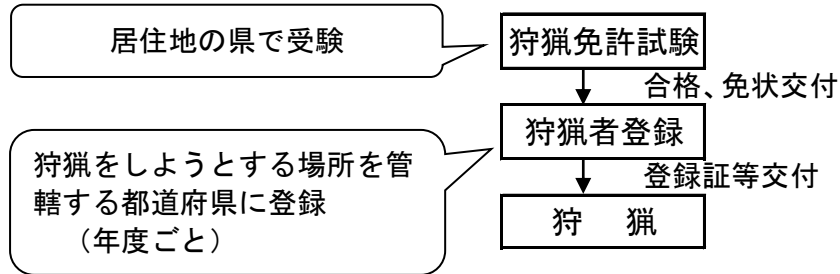 居住地の県で受験
狩猟免許試験
合格、免状交付
狩猟者登録
狩猟をしようとする場所を管
轄する都道府県に登録
（年度ごと）
登録証等交付
狩　猟